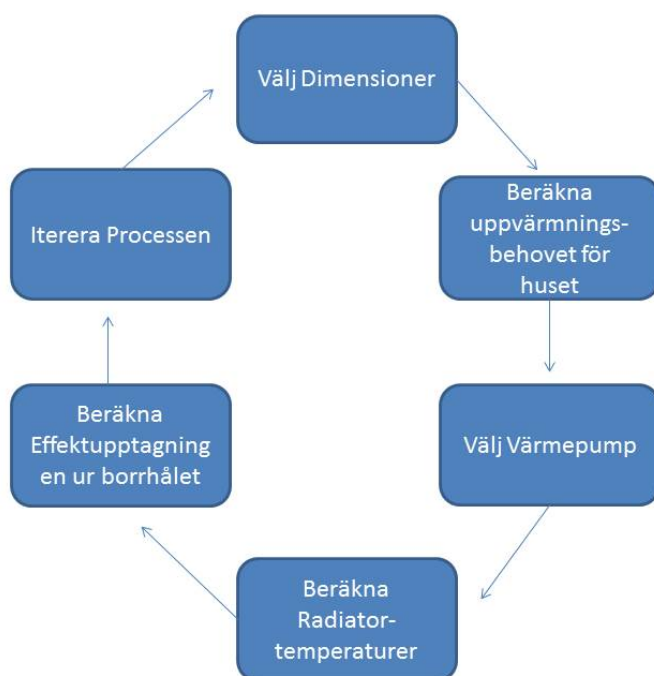 Välj Dimensioner
Beräkna
uppvärmnings-
behovet för
huset
Välj Värmepump
Beräkna
Radiator-
temperaturer
Beräkna
Effektupptagning
en ur borrhålet
Iterera Processen